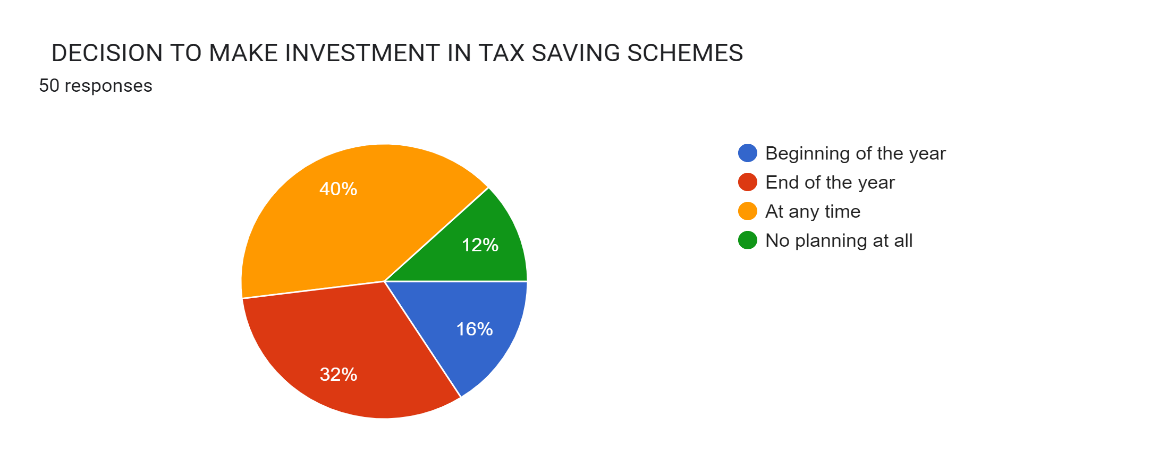 DECISION TO MAKE INVESTMENT IN TAX SAVING SCHEMES
50 responses
40%
12%
16%
32%
Beginning of the year
End of the year
At any time
No planning at all